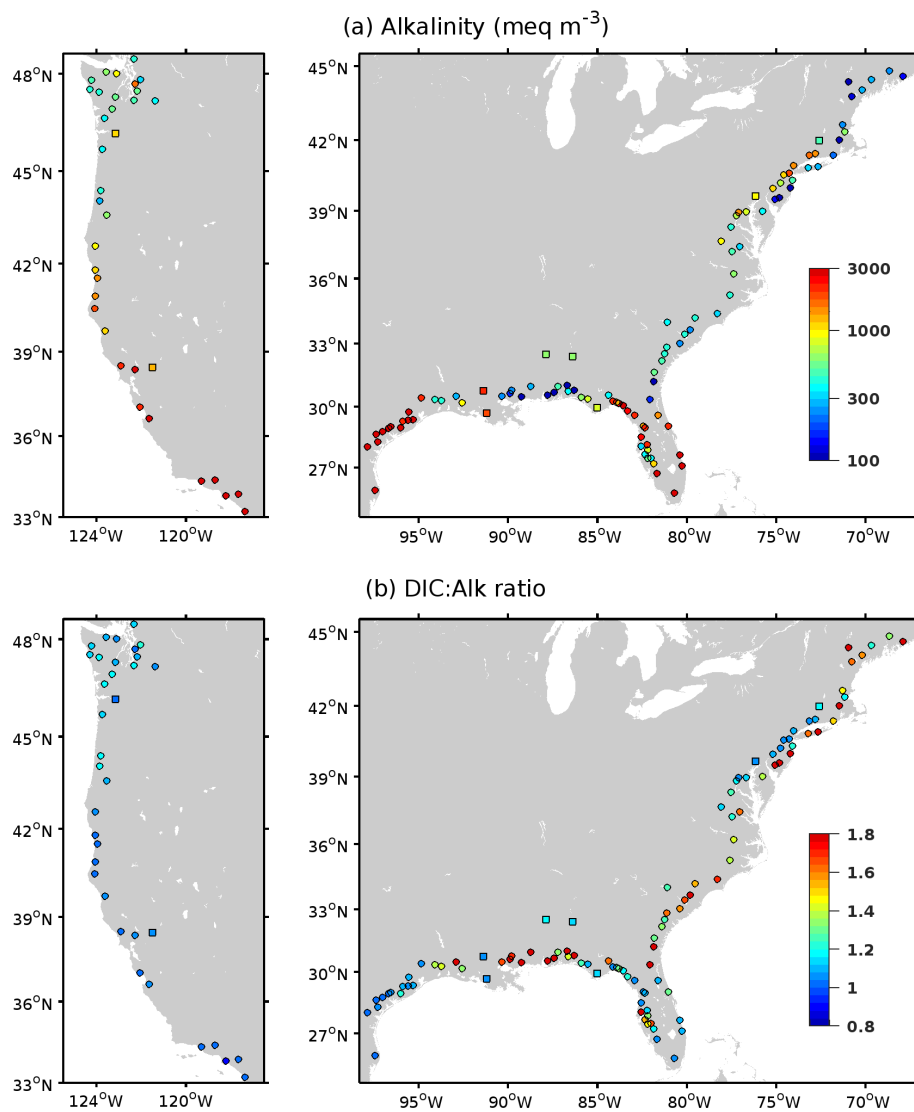 (a) Alkalinity (meq m⁻³)
48°N
45°N
42°N
39°N
36°N
33°N
124°W
120°W
45°N
42°N
39°N
36°N
33°N
30°N
27°N
95°W
90°W
85°W
80°W
75°W
70°W
3000
1000
300
100
(b) DIC:Alk ratio
48°N
45°N
42°N
39°N
36°N
33°N
124°W
120°W
45°N
42°N
39°N
36°N
33°N
30°N
27°N
95°W
90°W
85°W
80°W
75°W
70°W
1.8
1.6
1.4
1.2
1
0.8